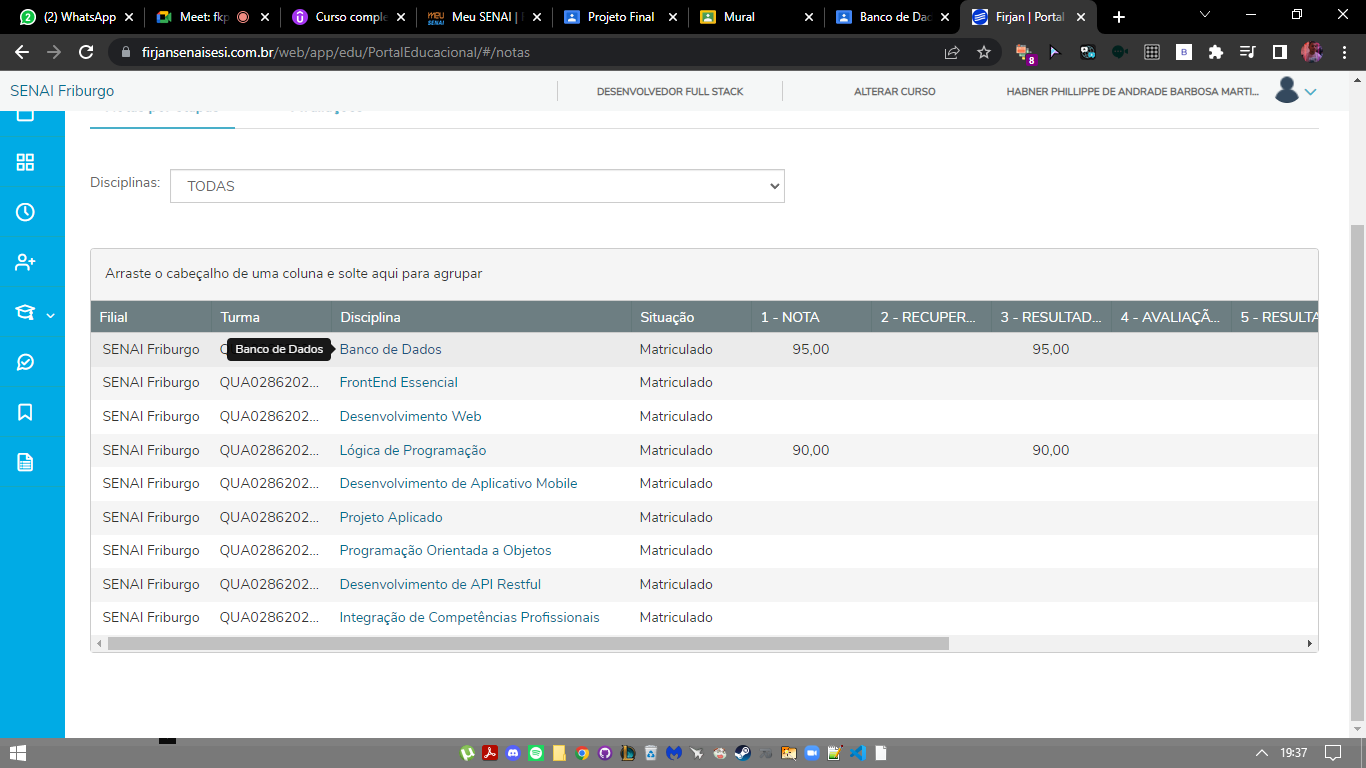 (2) WhatsApp
Meet: fkp
Curso comple
Meu SENAI |
Projeto Final
Mural
Banco de Dad
Firjan | Portal
firjansenaisesi.com.br/web/app/edu/PortalEducacional/#/notas
8
SENAI Friburgo
DESENVOLVEDOR FULL STACK
ALTERAR CURSO
HABNER PHILLIPPE DE ANDRADE BARBOSA MARTI...
Disciplinas:
TODAS
Arraste o cabeçalho de uma coluna e solte aqui para agrupar
Filial Turma Disciplina Situação 1 - NOTA 2 - RECUPER... 3 - RESULTAD... 4 - AVALIAÇÃ... 5 - RESULTA
SENAI Friburgo Banco de Dados Banco de Dados Matriculado 95,00 95,00
SENAI Friburgo QUA0286202... FrontEnd Essencial Matriculado
SENAI Friburgo QUA0286202... Desenvolvimento Web Matriculado
SENAI Friburgo QUA0286202... Lógica de Programação Matriculado 90,00 90,00
SENAI Friburgo QUA0286202... Desenvolvimento de Aplicativo Mobile Matriculado
SENAI Friburgo QUA0286202... Projeto Aplicado Matriculado
SENAI Friburgo QUA0286202... Programação Orientada a Objetos Matriculado
SENAI Friburgo QUA0286202... Desenvolvimento de API Restful Matriculado
SENAI Friburgo QUA0286202... Integração de Competências Profissionais Matriculado
19:37